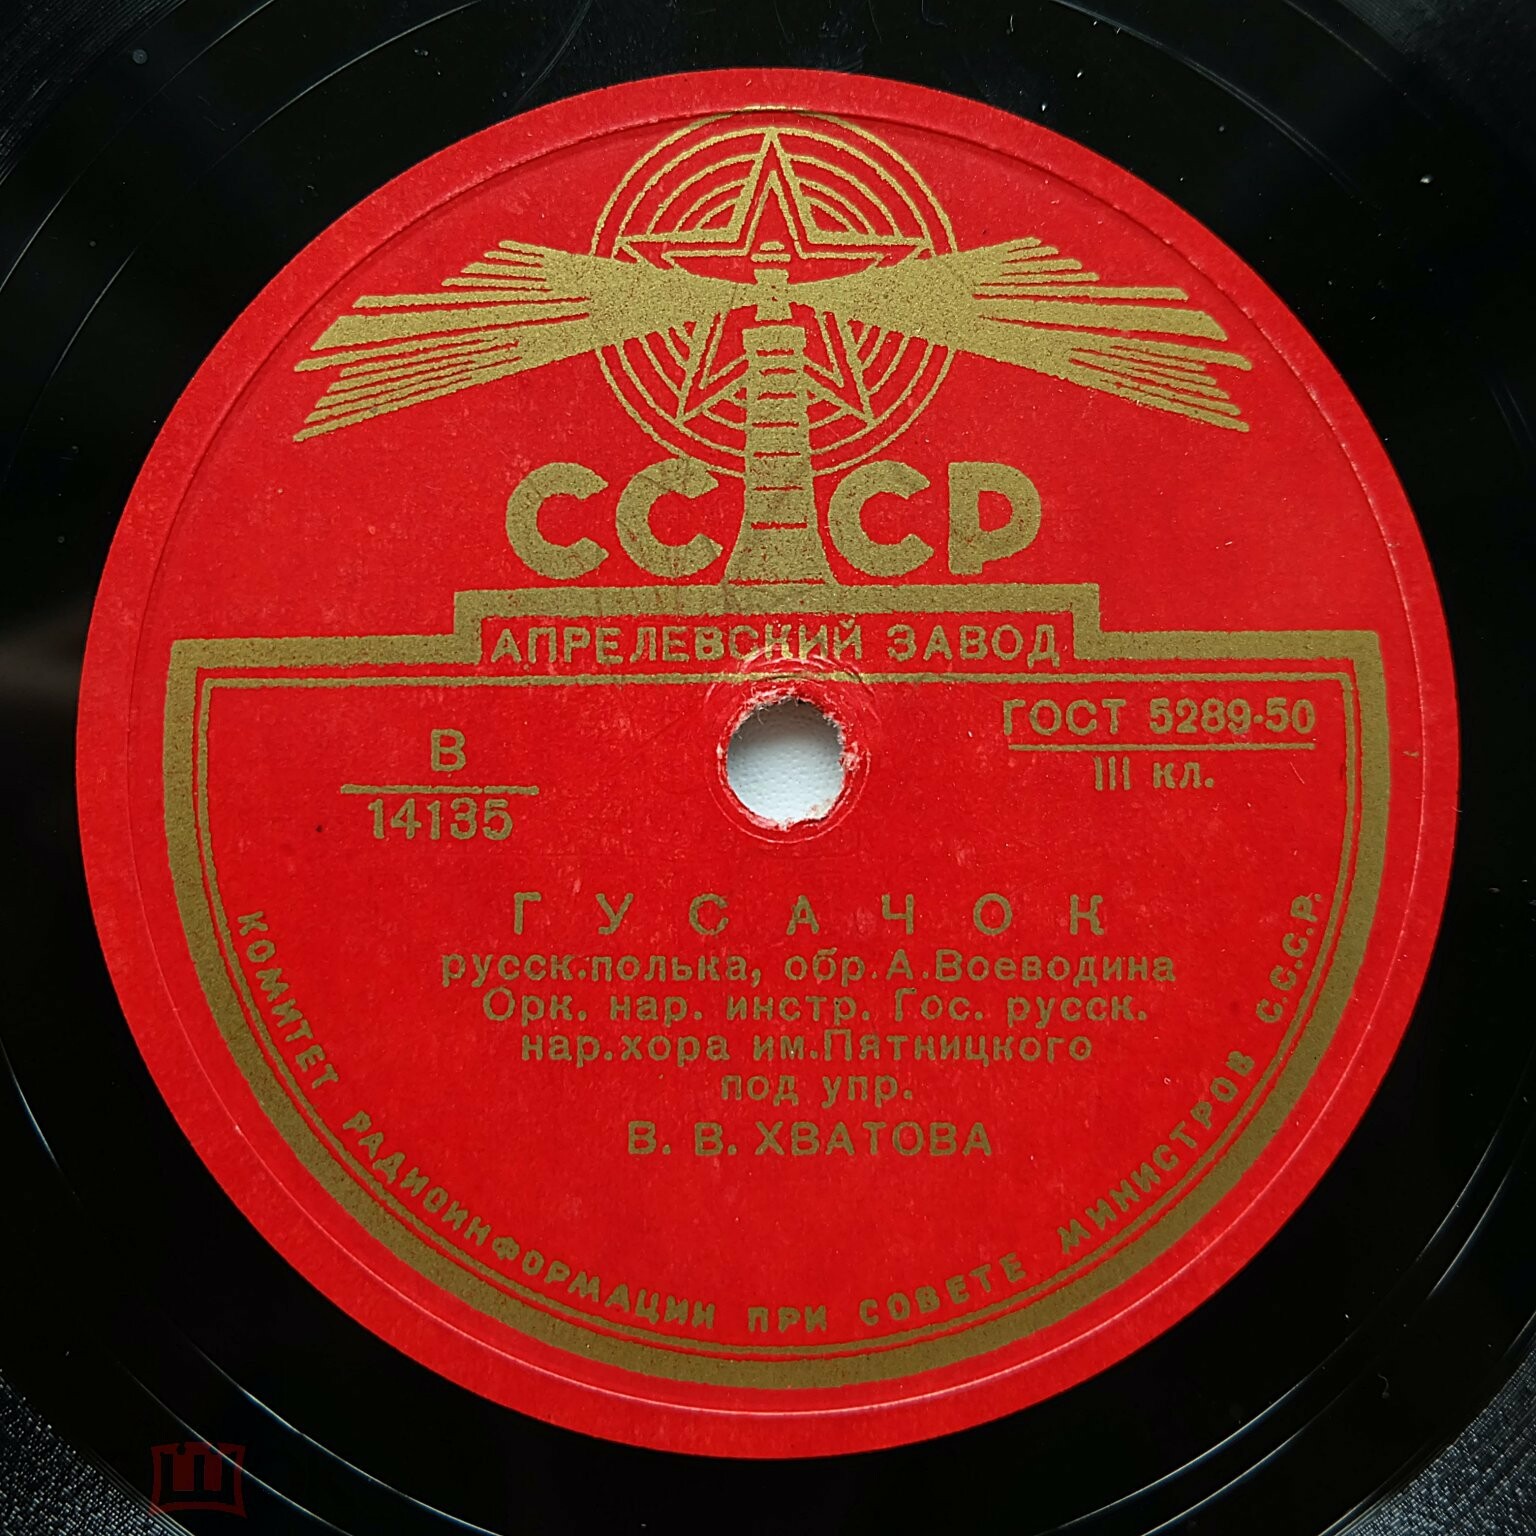 СССР
АПРЕЛЕВСКИЙ ЗАВОД
ГОСТ 5289-50
III кл.
В
14135
ГУСАЧОК
русск.полька, обр.А.Воеводина
Орк. нар. инстр. Гос. русск.
нар.хора им.Пятницкого
под упр.
В. В. ХВАТОВА
КОМИТЕТ РАДИОИНФОРМАЦИИ ПРИ СОВЕТЕ МИНИСТРОВ С.С.С.Р.